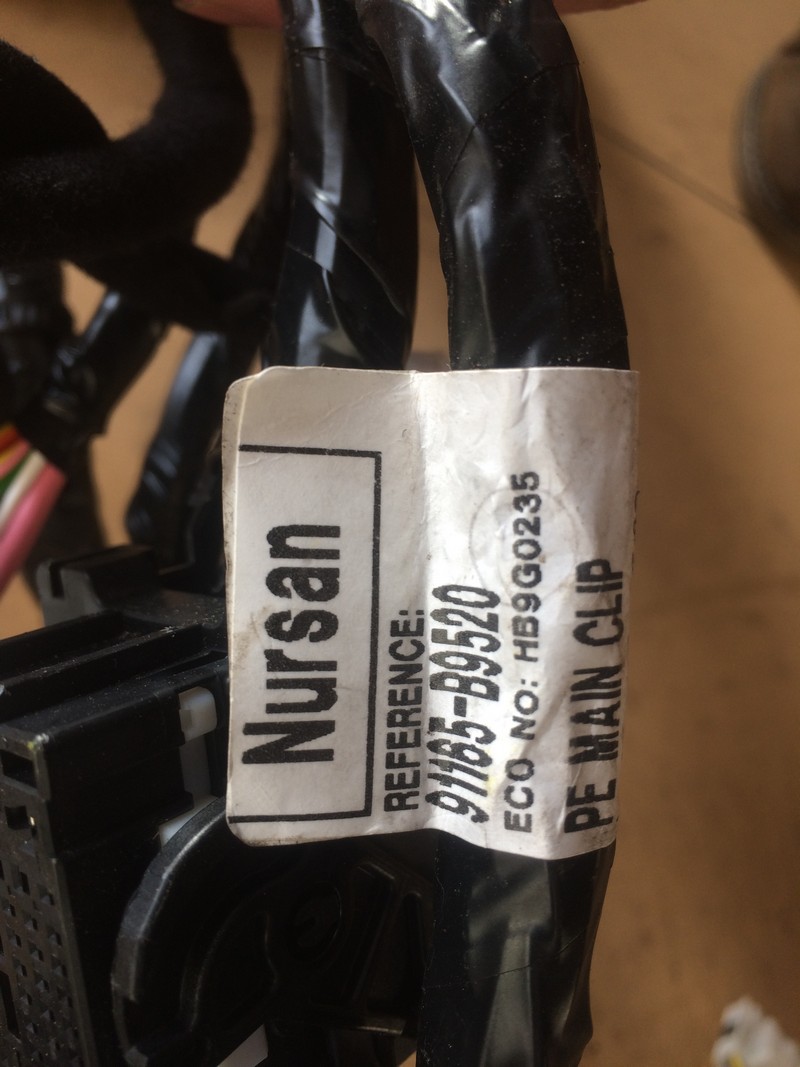 Nursan
REFERENCE:
91165-B9520
ECO NO: HB9G0235
PE MAIN CLIP